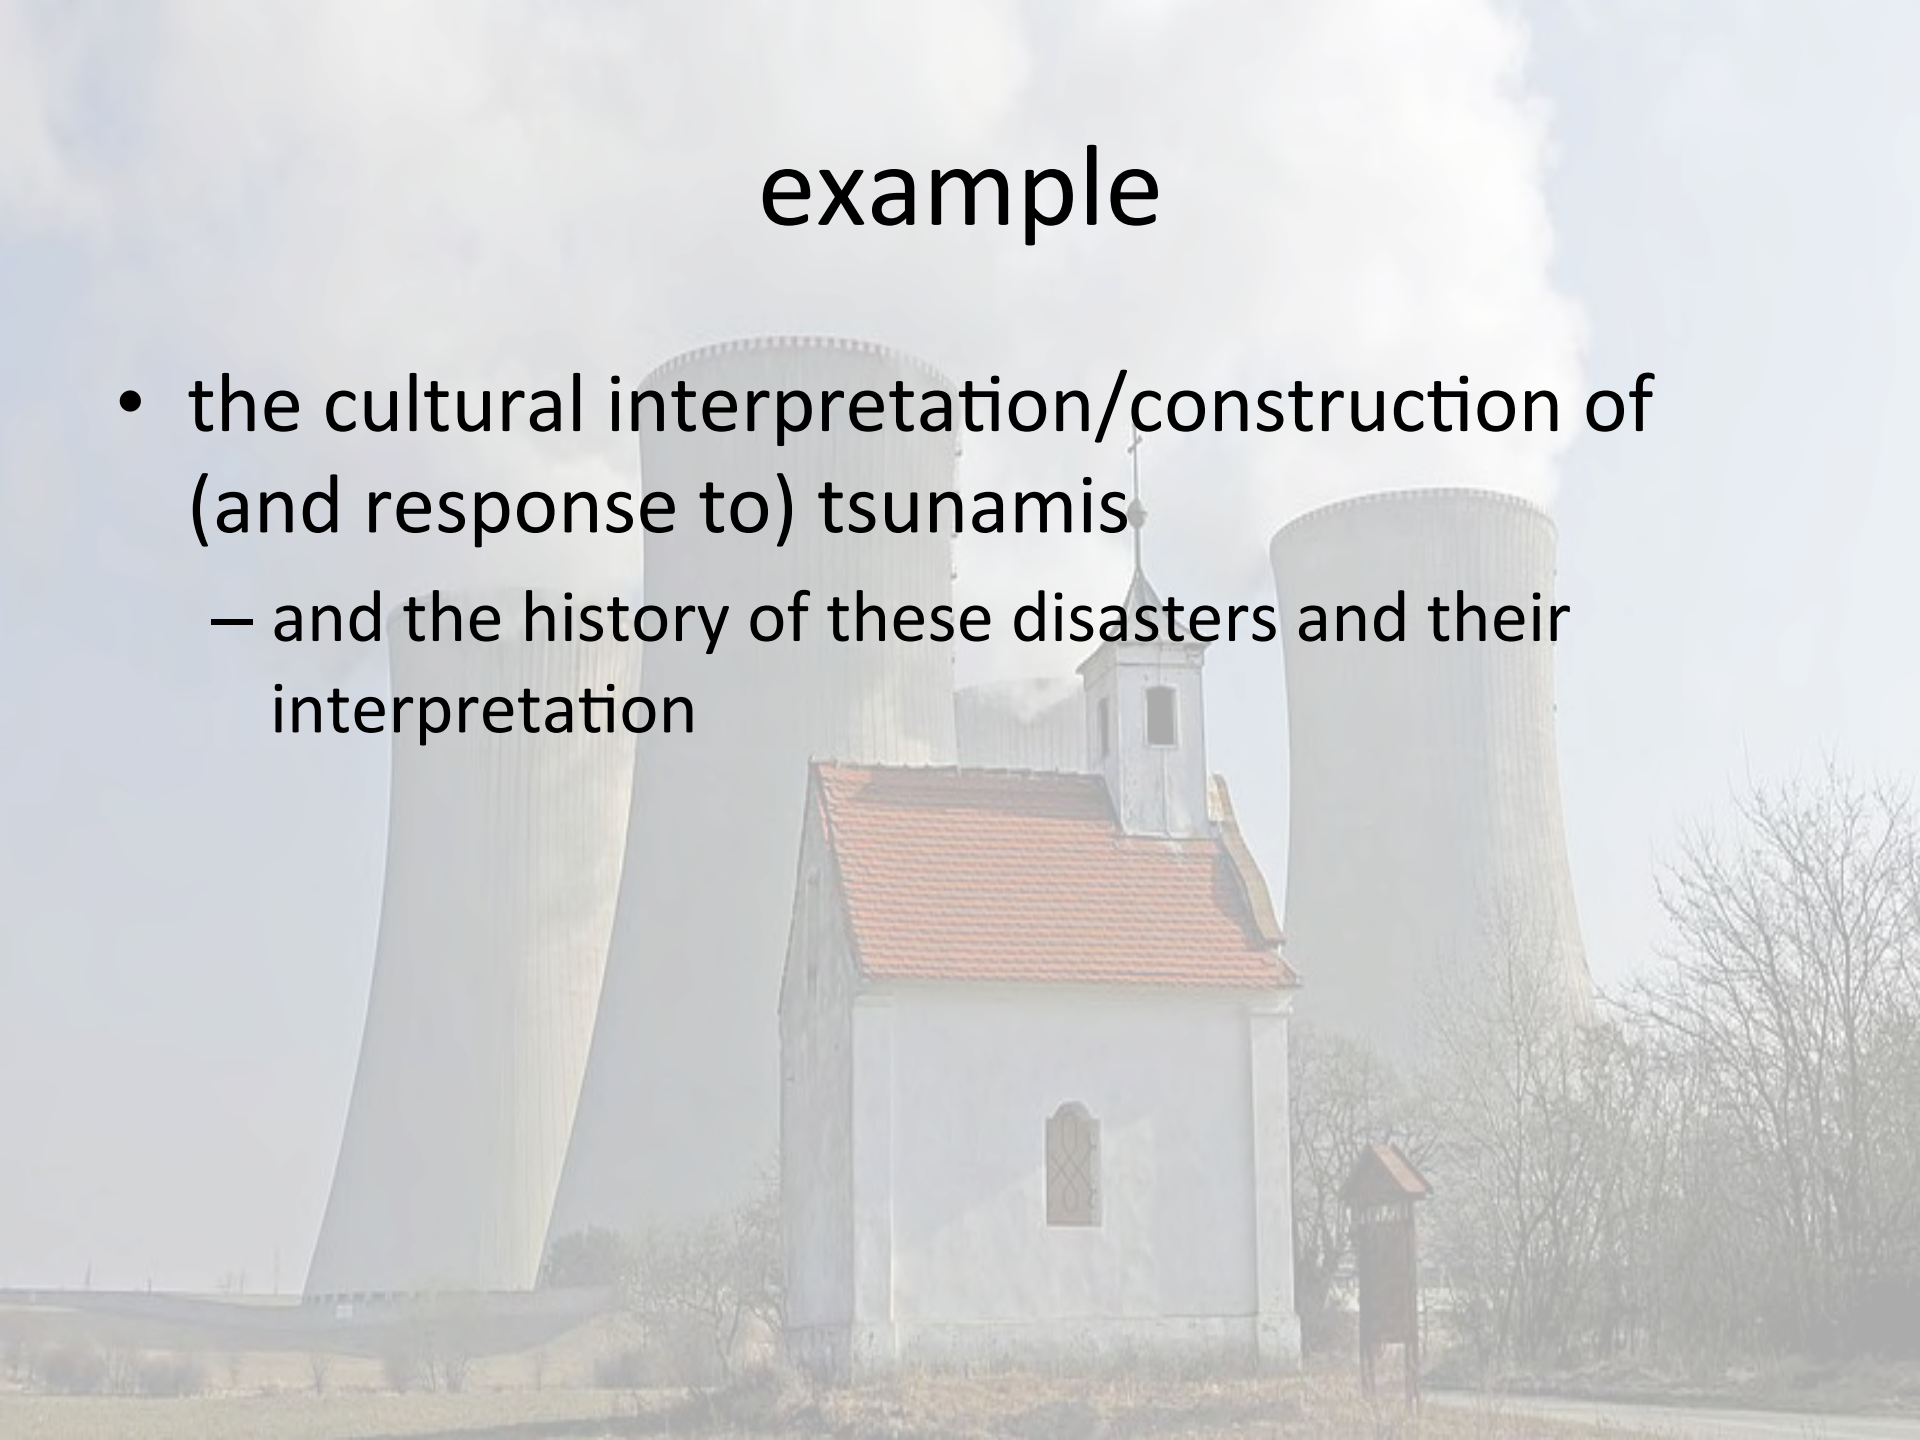 example
• the cultural interpretation/construction of
(and response to) tsunamis
– and the history of these disasters and their
interpretation